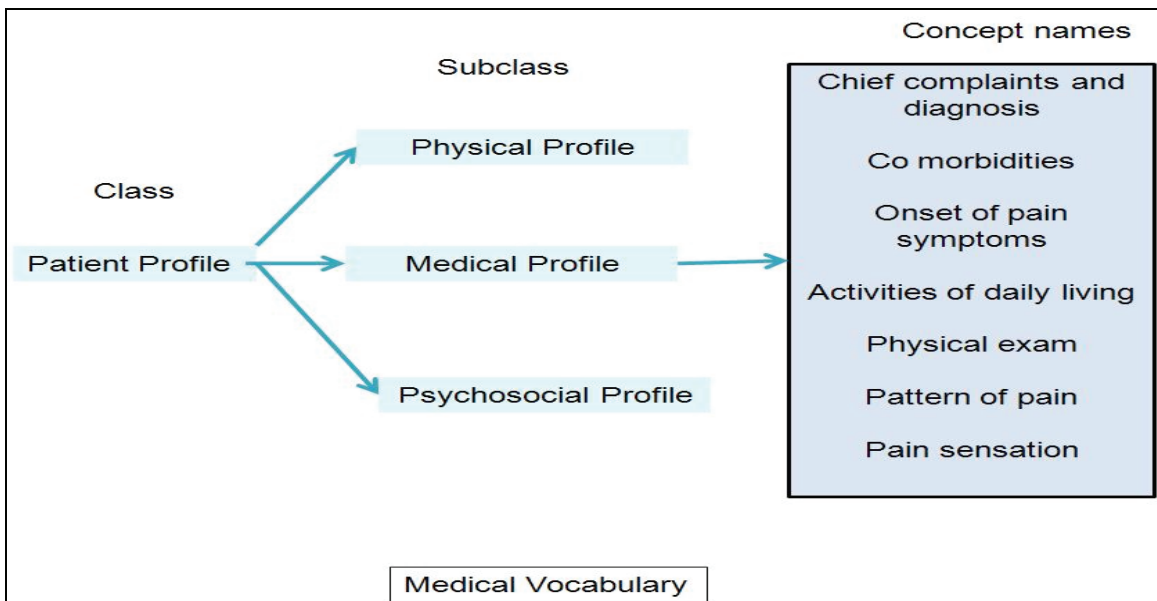 Concept names
Subclass
Class
Patient Profile
Physical Profile
Medical Profile
Psychosocial Profile
Chief complaints and
diagnosis
Co morbidities
Onset of pain
symptoms
Activities of daily living
Physical exam
Pattern of pain
Pain sensation
Medical Vocabulary